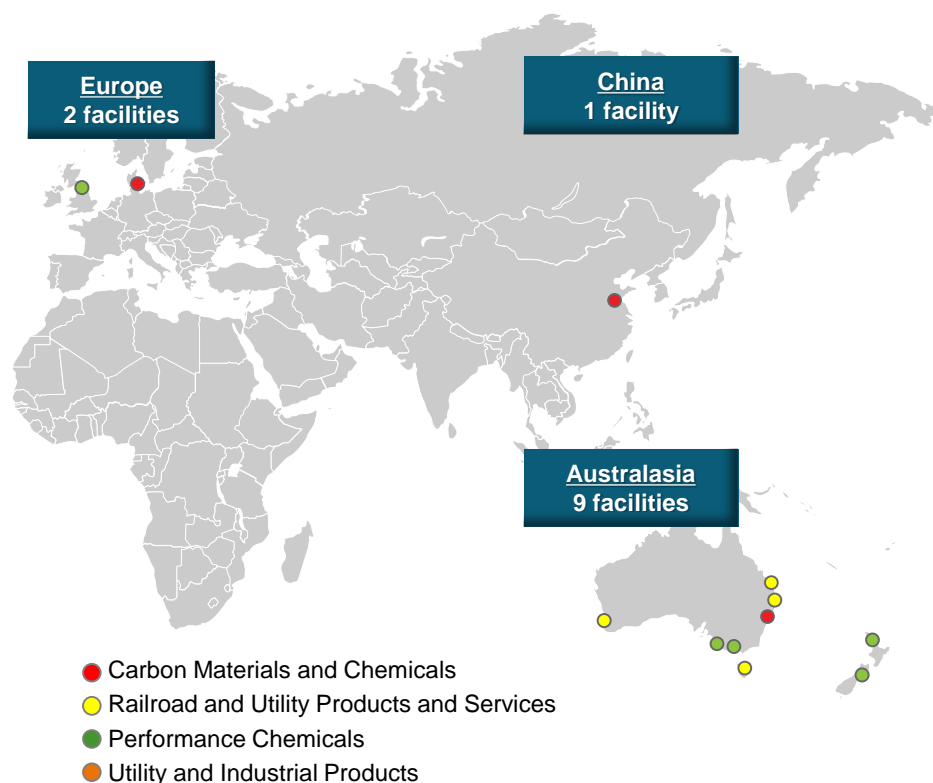 Europe
2 facilities
China
1 facility
Australasia
9 facilities
Carbon Materials and Chemicals
Railroad and Utility Products and Services
Performance Chemicals
Utility and Industrial Products